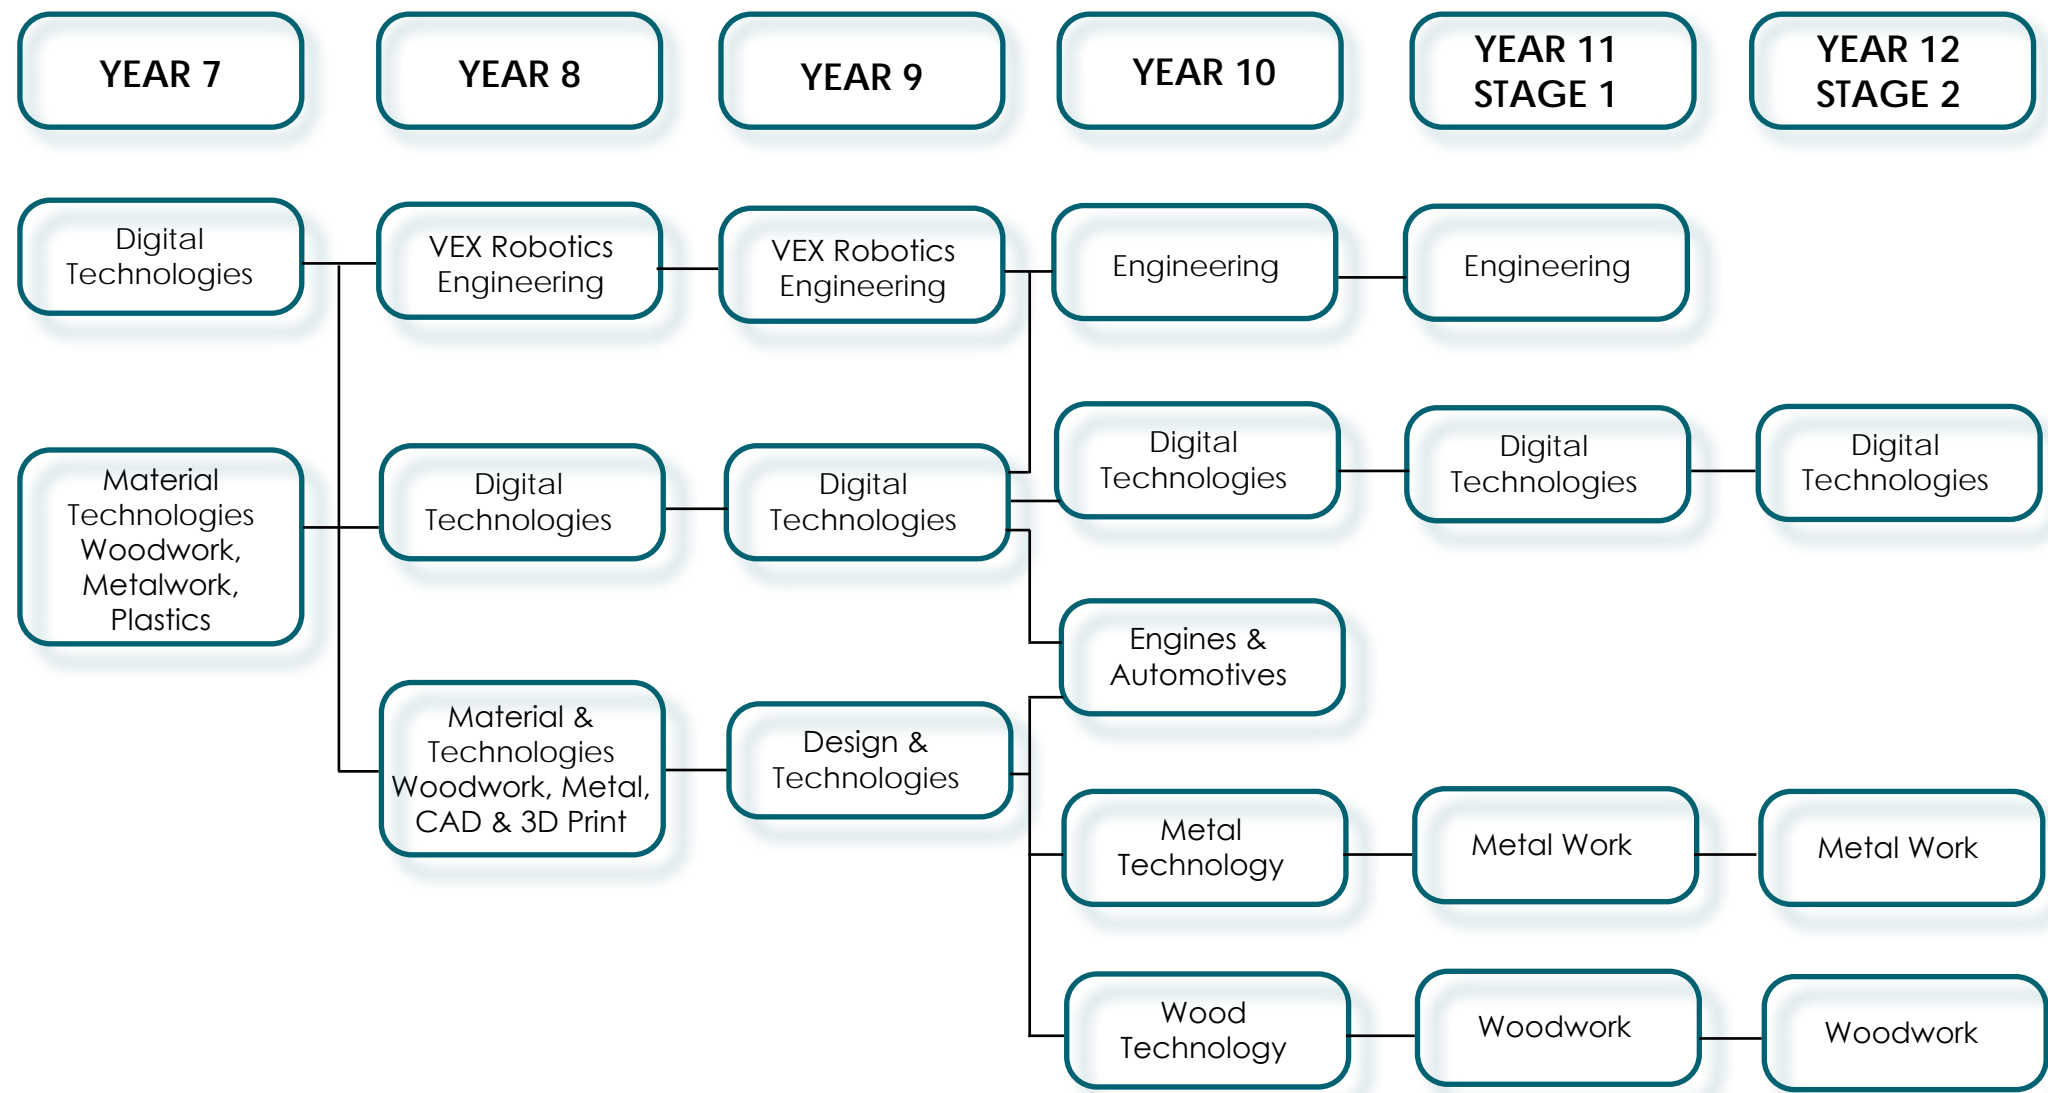 YEAR 7
YEAR 8
YEAR 9
YEAR 10
YEAR 11
STAGE 1
YEAR 12
STAGE 2
Digital
Technologies
VEX Robotics
Engineering
VEX Robotics
Engineering
Engineering
Engineering
Material
Technologies
Woodwork,
Metalwork,
Plastics
Digital
Technologies
Digital
Technologies
Digital
Technologies
Digital
Technologies
Digital
Technologies
Engines &
Automotives
Material &
Technologies
Woodwork, Metal,
CAD & 3D Print
Design &
Technologies
Metal
Technology
Metal Work
Metal Work
Wood
Technology
Woodwork
Woodwork